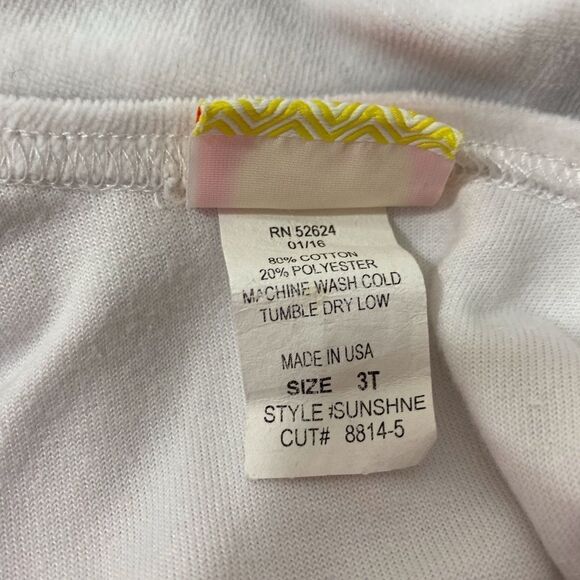 RN 52624
01/16
80% COTTON
20% POLYESTER
MACHINE WASH COLD
TUMBLE DRY LOW
MADE IN USA
SIZE 3T
STYLE #SUNSHNE
CUT# 8814-5